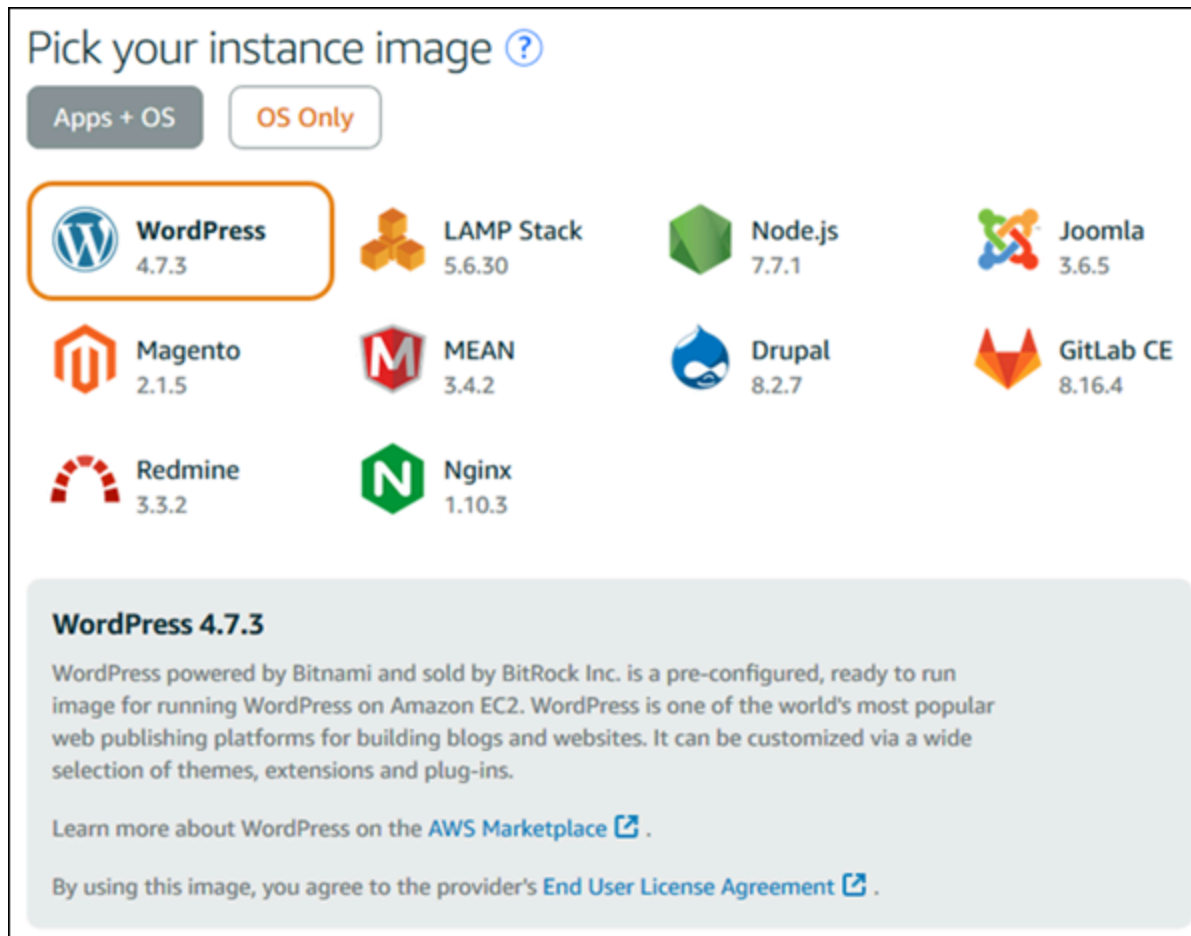 Pick your instance image ?
Apps + OS
OS Only
WordPress
4.7.3
LAMP Stack
5.6.30
Node.js
7.7.1
Joomla
3.6.5
Magento
2.1.5
MEAN
3.4.2
Drupal
8.2.7
GitLab CE
8.16.4
Redmine
3.3.2
Nginx
1.10.3
WordPress 4.7.3
WordPress powered by Bitnami and sold by BitRock Inc. is a pre-configured, ready to run
image for running WordPress on Amazon EC2. WordPress is one of the world's most popular
web publishing platforms for building blogs and websites. It can be customized via a wide
selection of themes, extensions and plug-ins.
Learn more about WordPress on the AWS Marketplace .
By using this image, you agree to the provider's End User License Agreement .